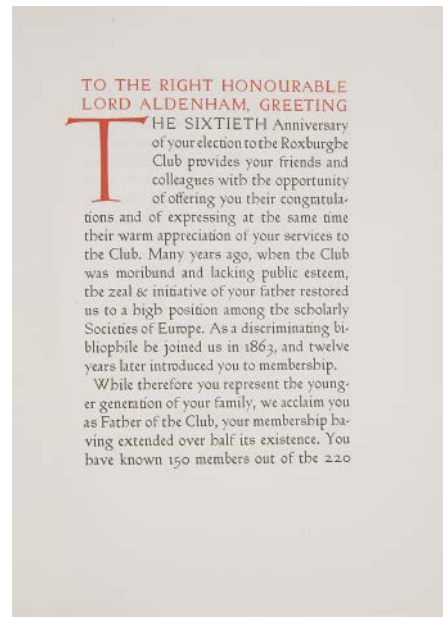 TO THE RIGHT HONOURABLE
LORD ALDENHAM, GREETING
THE SIXTIETH Anniversary
of your election to the Roxburghe
Club provides your friends and
colleagues with the opportunity
of offering you their congratula-
tions and of expressing at the same time
their warm appreciation of your services to
the Club. Many years ago, when the Club
was moribund and lacking public esteem,
the zeal & initiative of your father restored
us to a high position among the scholarly
Societies of Europe. As a discriminating bi-
bliophile he joined us in 1863, and twelve
years later introduced you to membership.
While therefore you represent the young-
er generation of your family, we acclaim you
as Father of the Club, your membership ha-
ving extended over half its existence. You
have known 150 members out of the 220